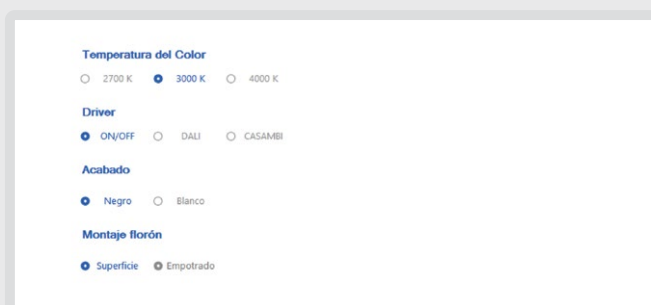 Temperatura del Color
2700 K 3000 K 4000 K
Driver
ON/OFF DALI CASAMBI
Acabado
Negro Blanco
Montaje florón
Superficie Empotrado